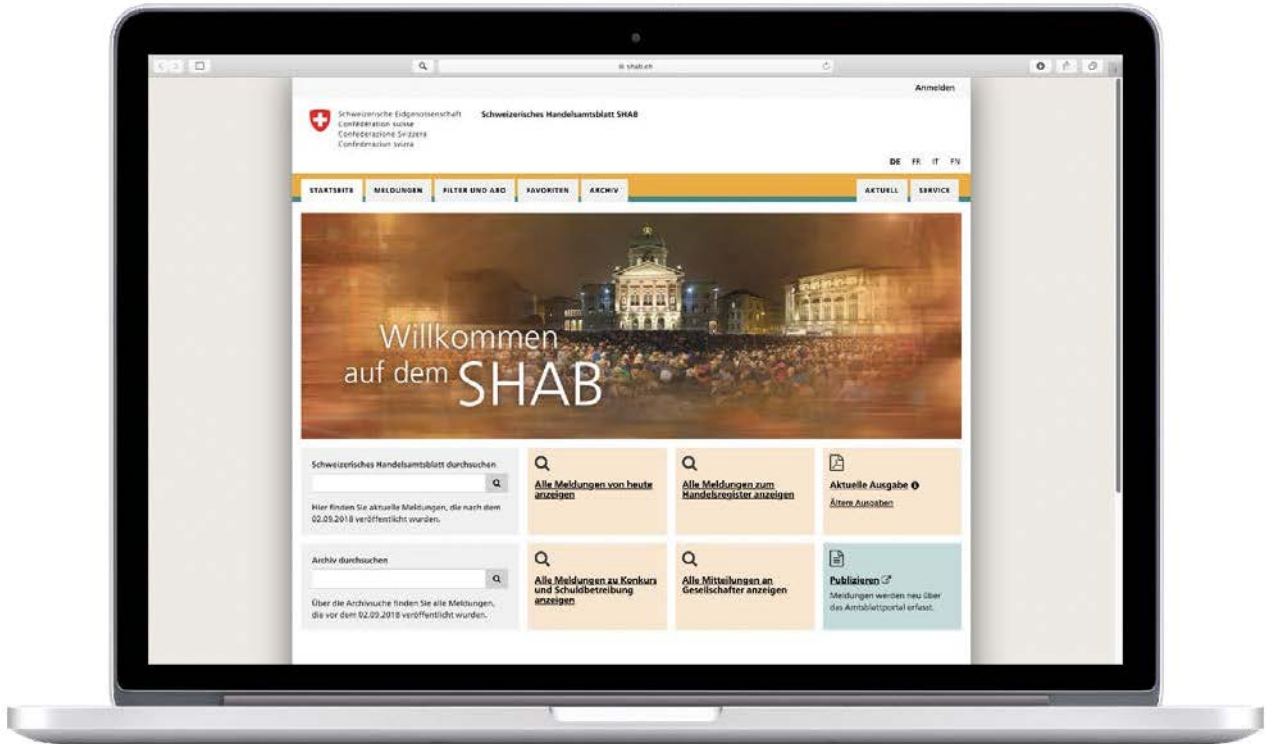 shab.ch
Anmelden
Schweizerische Eidgenossenschaft
Confédération suisse
Confederazione Svizzera
Confederaziun svizra
Schweizerisches Handelsamtsblatt SHAB
DE FR IT EN
STARTSEITE MELDUNGEN FILTER UND ABO FAVORITEN ARCHIV AKTUELL SERVICE
Willkommen
auf dem SHAB
Schweizerisches Handelsamtsblatt durchsuchen
Hier finden Sie aktuelle Meldungen, die nach dem
02.09.2018 veröffentlicht wurden.
Alle Meldungen von heute
anzeigen
Alle Meldungen zum
Handelsregister anzeigen
Aktuelle Ausgabe
Ältere Ausgaben
Archiv durchsuchen
Über die Archivsuche finden Sie alle Meldungen,
die vor dem 02.09.2018 veröffentlicht wurden.
Alle Meldungen zu Konkurs
und Schuldbetreibung
anzeigen
Alle Mitteilungen an
Gesellschafter anzeigen
Publizieren
Meldungen werden neu über
das Amtsblattportal erfasst.